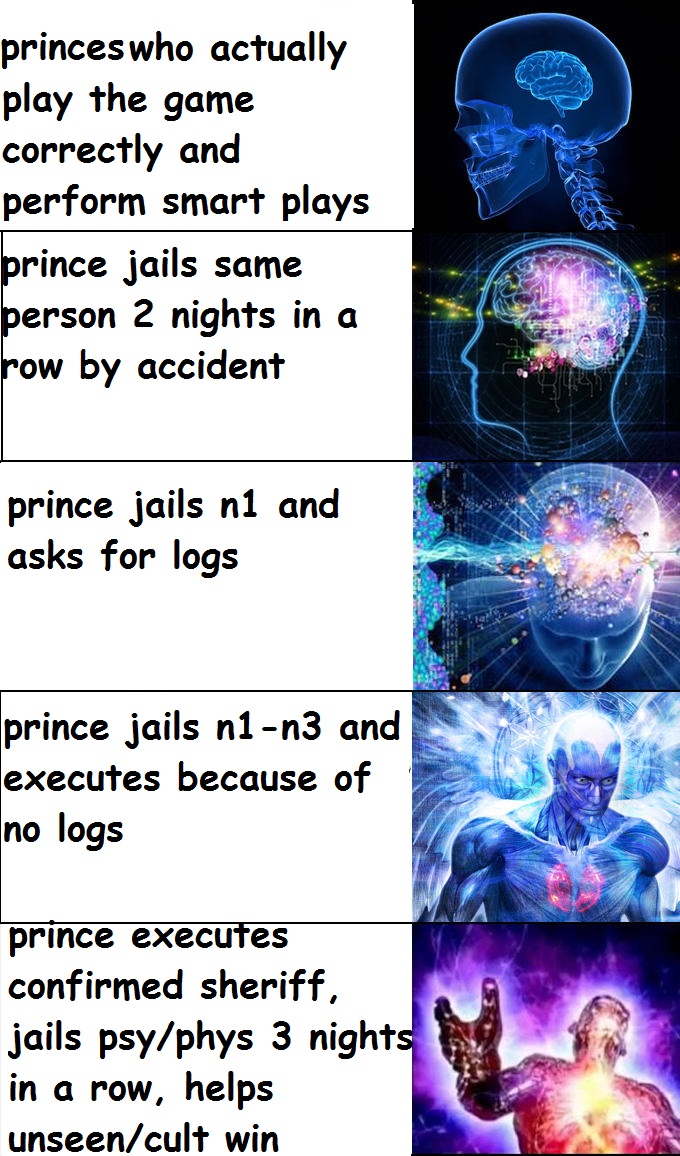 princes who actually
play the game
correctly and
perform smart plays
prince jails same
person 2 nights in a
row by accident
prince jails n1 and
asks for logs
prince jails n1-n3 and
executes because of
no logs
prince executes
confirmed sheriff,
jails psy/phys 3 nights
in a row, helps
unseen/cult win